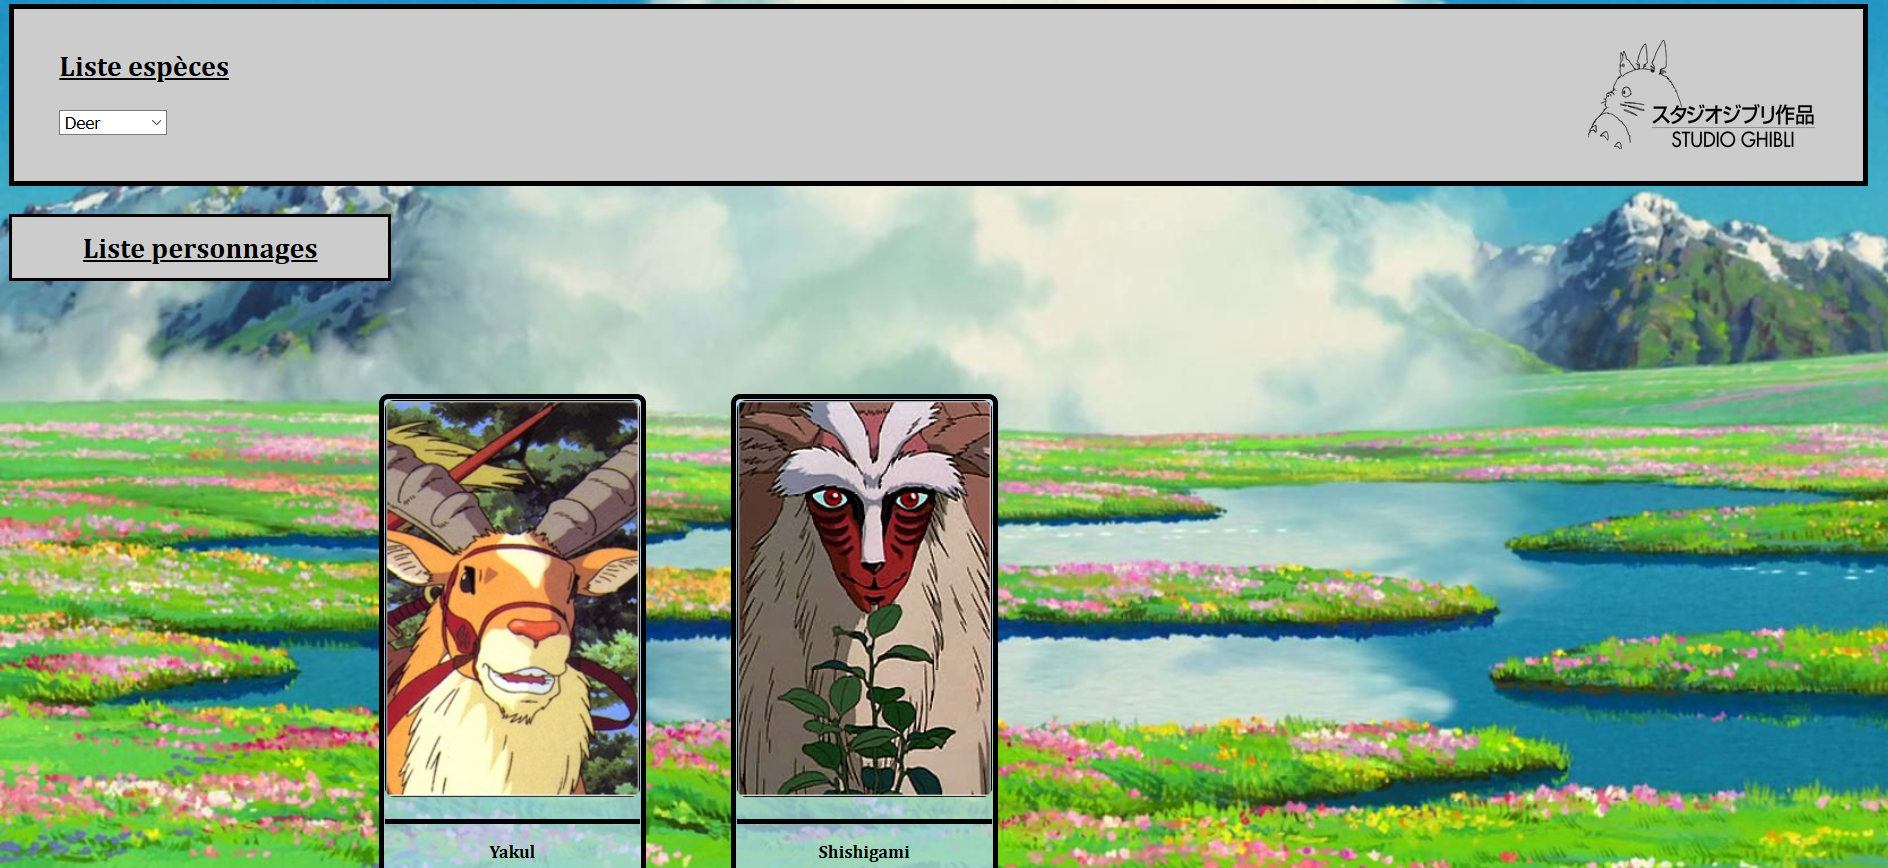 Liste espèces
Deer
スタジオジブリ作品
STUDIO GHIBLI
Liste personnages
Yakul
Shishigami